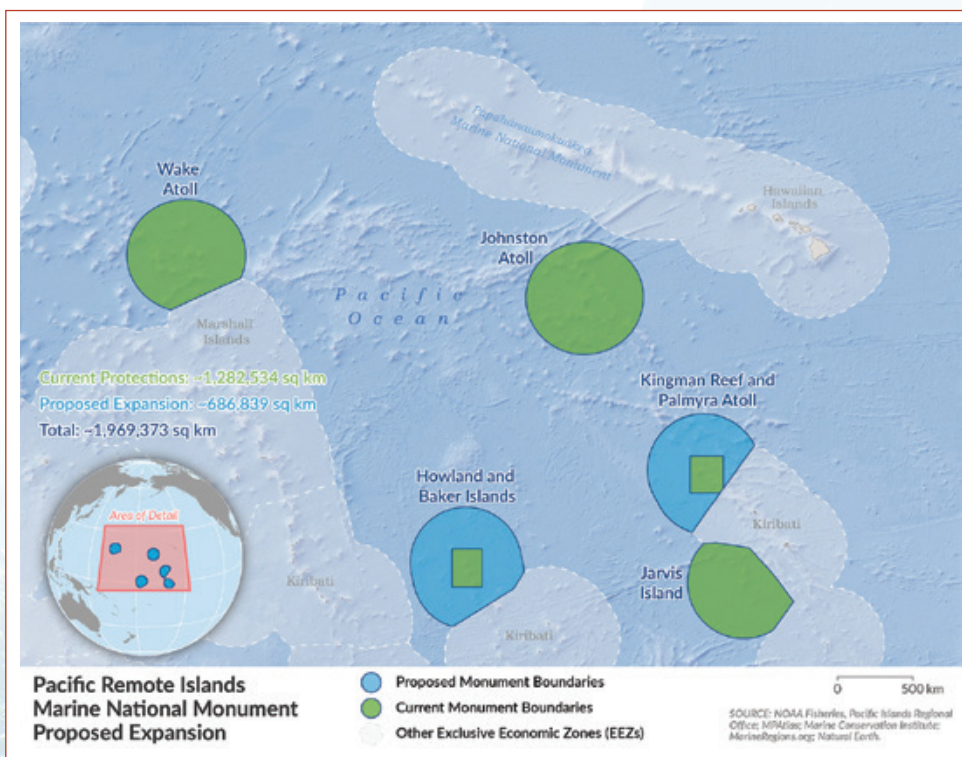 Papahānaumokuākea
Marine National Monument
Wake
Atoll
Hawaiian
Islands
Johnston
Atoll
Pacific
Ocean
Marshall
Islands
Current Protections: ~1,282,534 sq km
Proposed Expansion: ~686,839 sq km
Total: ~1,969,373 sq km
Kingman Reef and
Palmyra Atoll
Howland and
Baker Islands
Area of Detail
Kiribati
Jarvis
Island
Kiribati
Kiribati
Pacific Remote Islands
Marine National Monument
Proposed Expansion
Proposed Monument Boundaries
Current Monument Boundaries
Other Exclusive Economic Zones (EEZs)
0 500 km
SOURCE: NOAA Fisheries, Pacific Islands Regional
Office; MPAtlas; Marine Conservation Institute;
MarineRegions.org; Natural Earth.